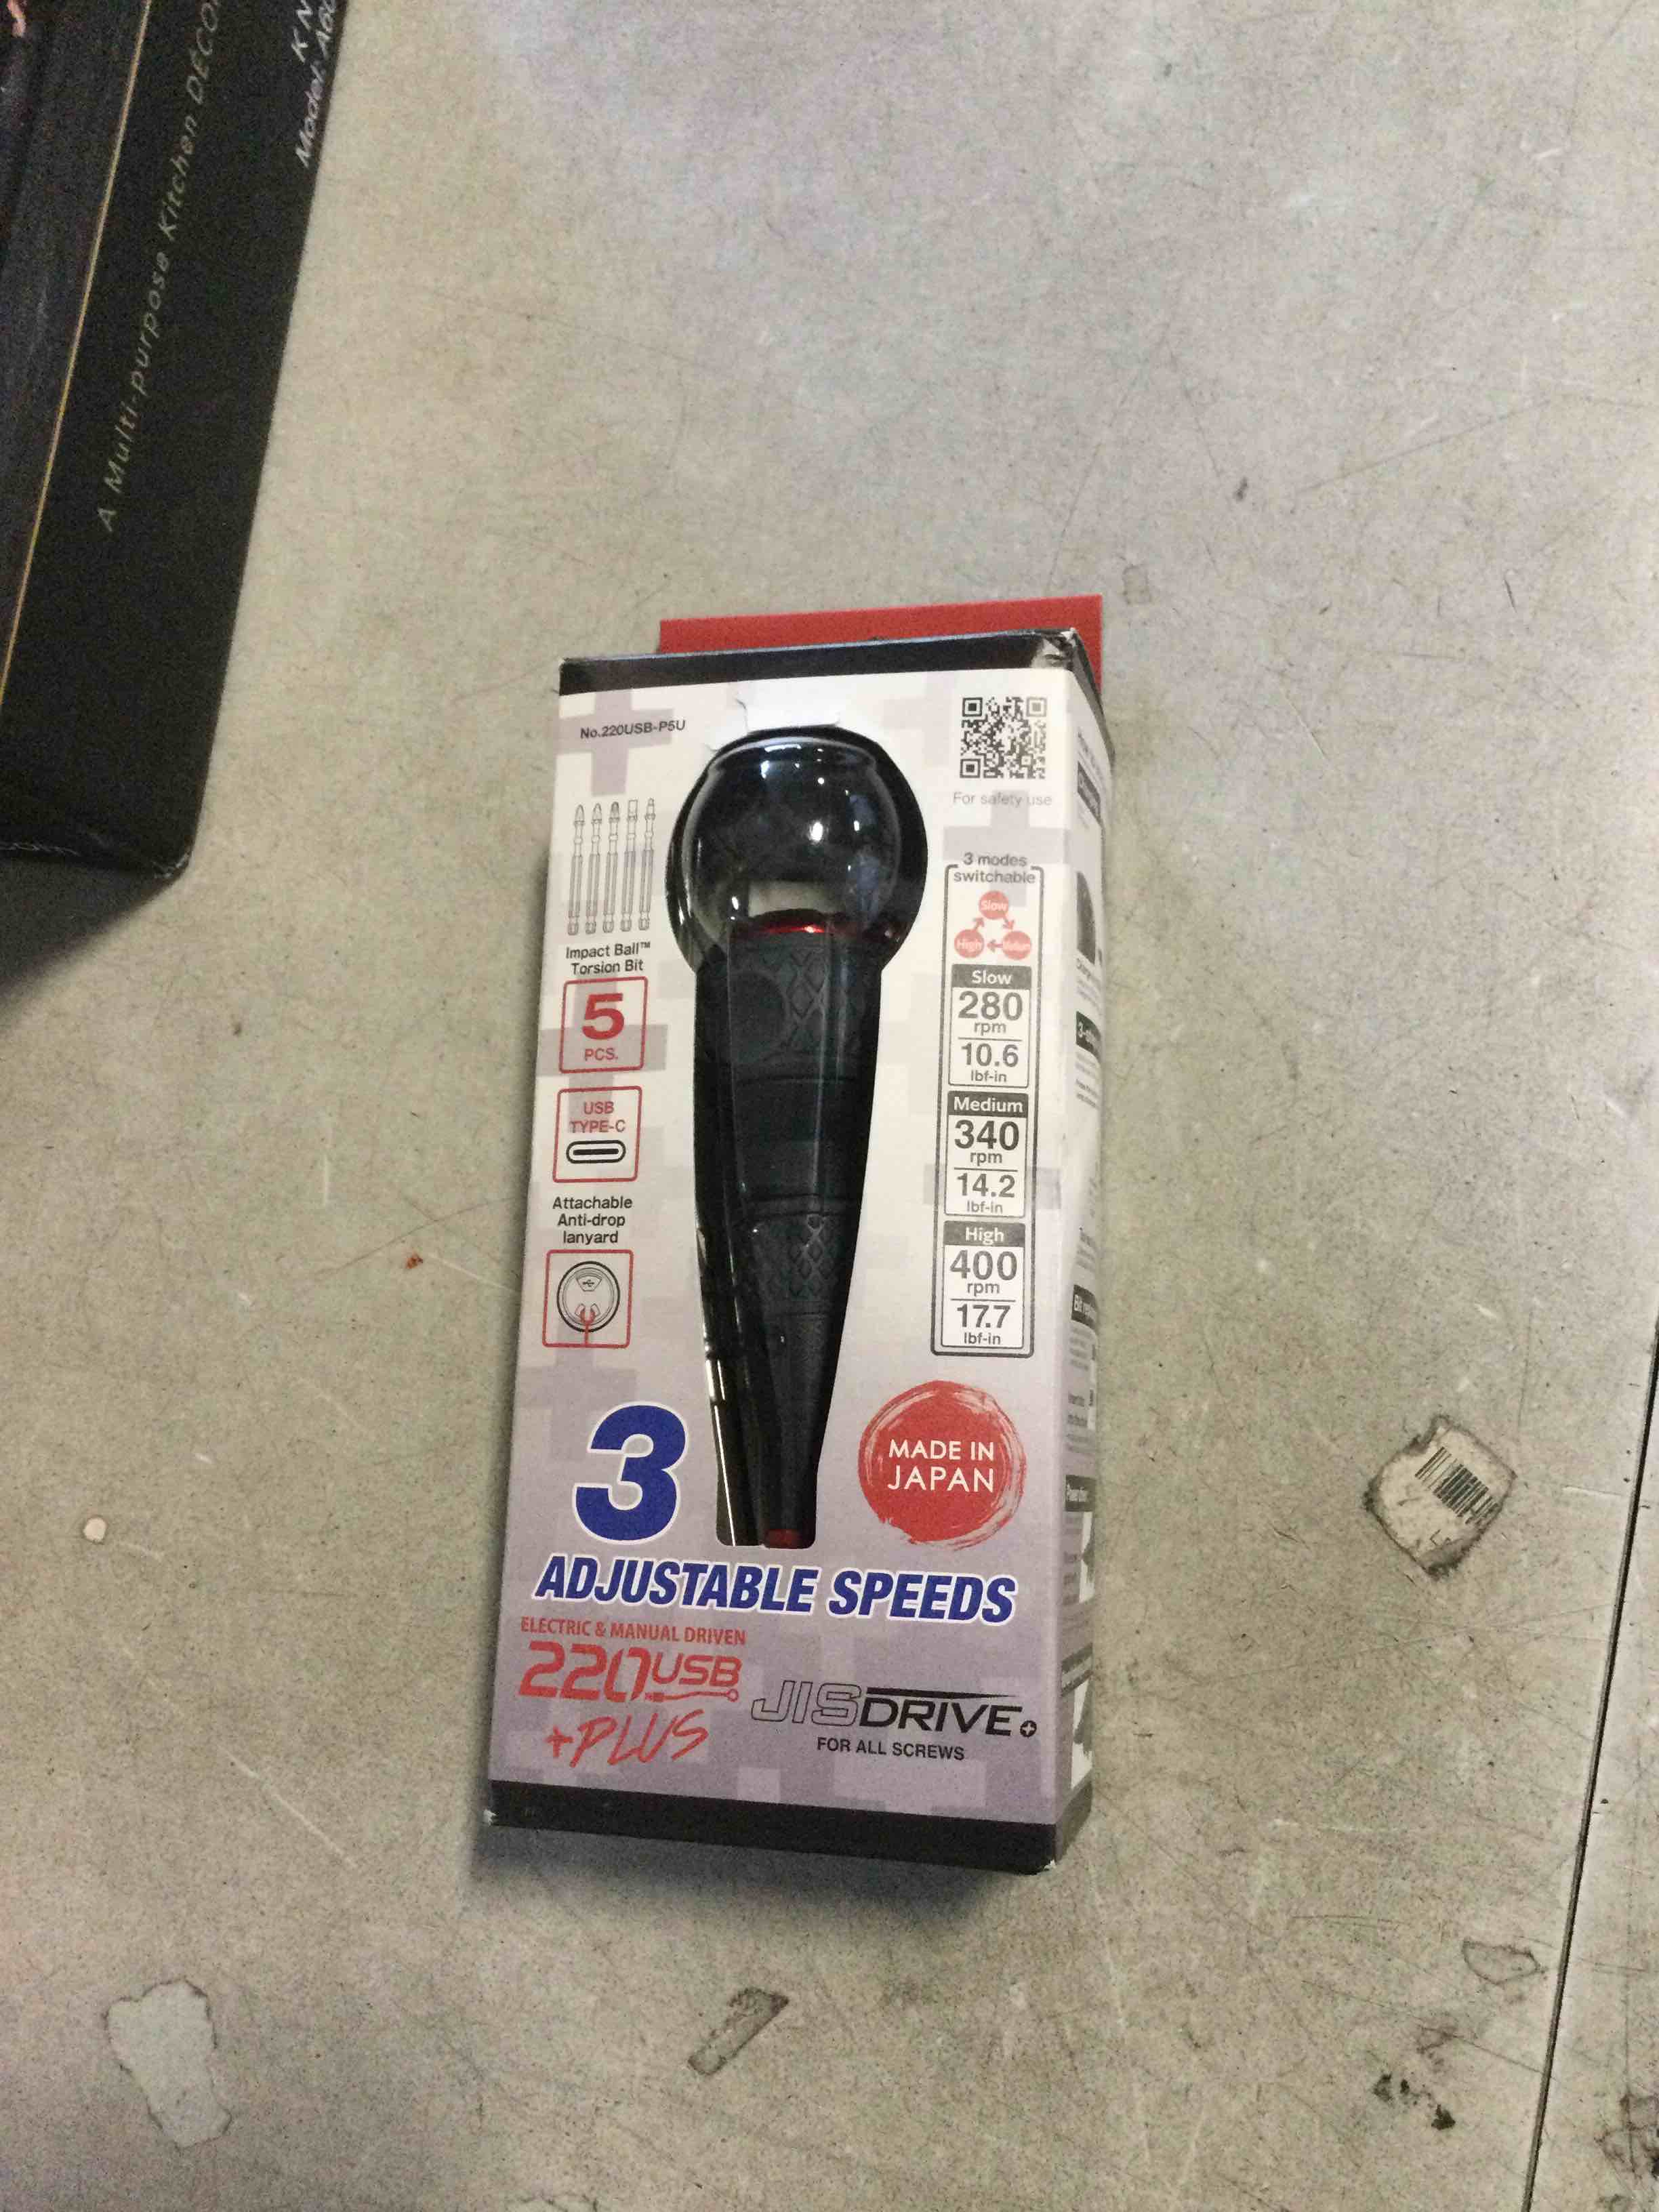 A Multi-purpose Kitchen
No.220USB-P5U
For safety use
Impact Ball™
Torsion Bit
5
PCS.
USB
TYPE-C
Attachable
Anti-drop
lanyard
3 modes
switchable
Slow
High
Slow
280
rpm
10.6
lbf-in
Medium
340
rpm
14.2
lbf-in
High
400
rpm
17.7
lbf-in
MADE IN
JAPAN
3
ADJUSTABLE SPEEDS
ELECTRIC & MANUAL DRIVEN
220USB
+PLUS
JISDRIVE
FOR ALL SCREWS